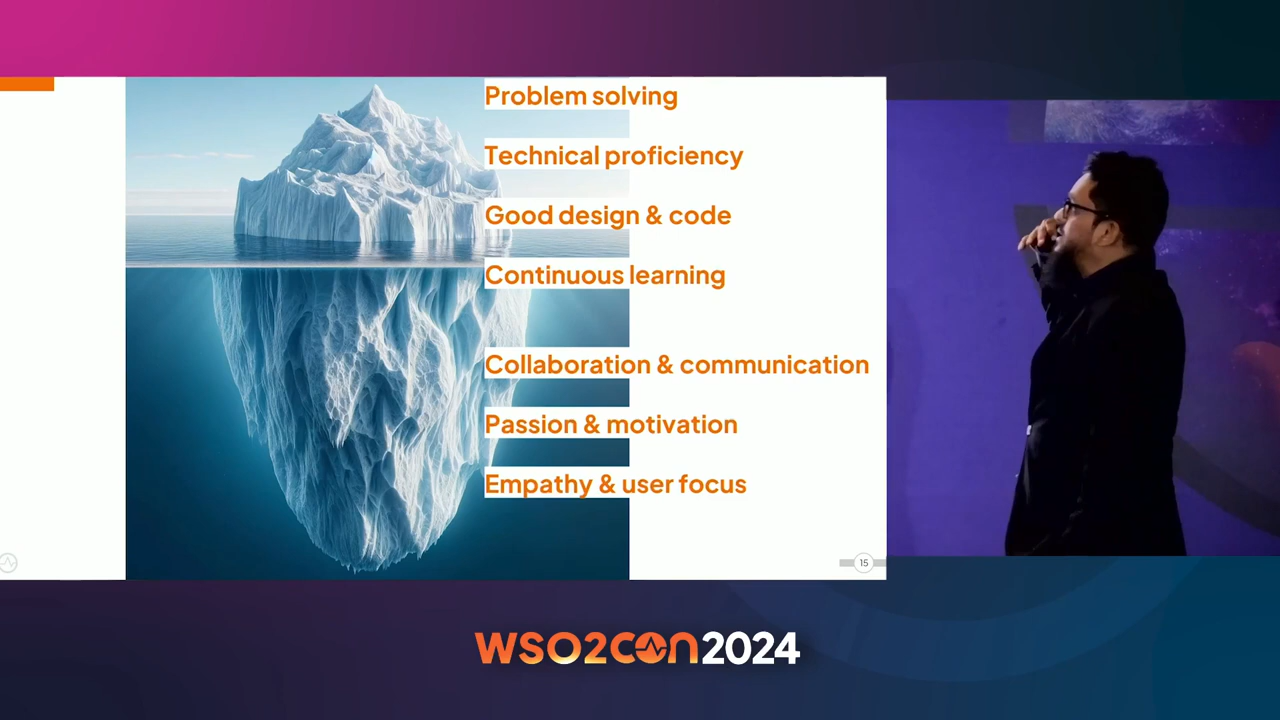 Problem solving
Technical proficiency
Good design & code
Continuous learning
Collaboration & communication
Passion & motivation
Empathy & user focus
15
WSO2CON2024